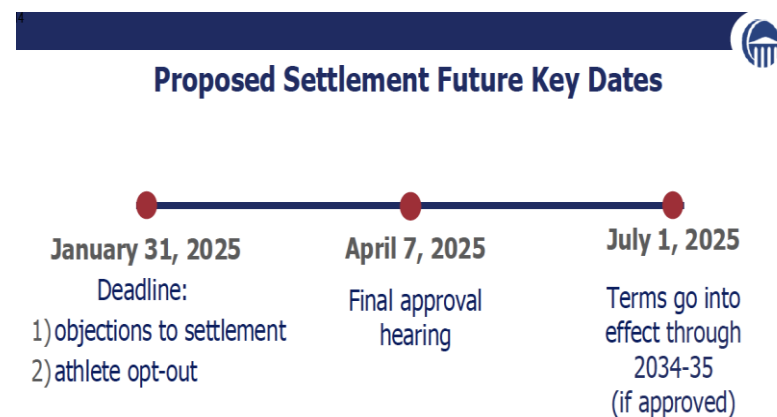 Proposed Settlement Future Key Dates
January 31, 2025
Deadline:
1) objections to settlement
2) athlete opt-out
April 7, 2025
Final approval
hearing
July 1, 2025
Terms go into
effect through
2034-35
(if approved)